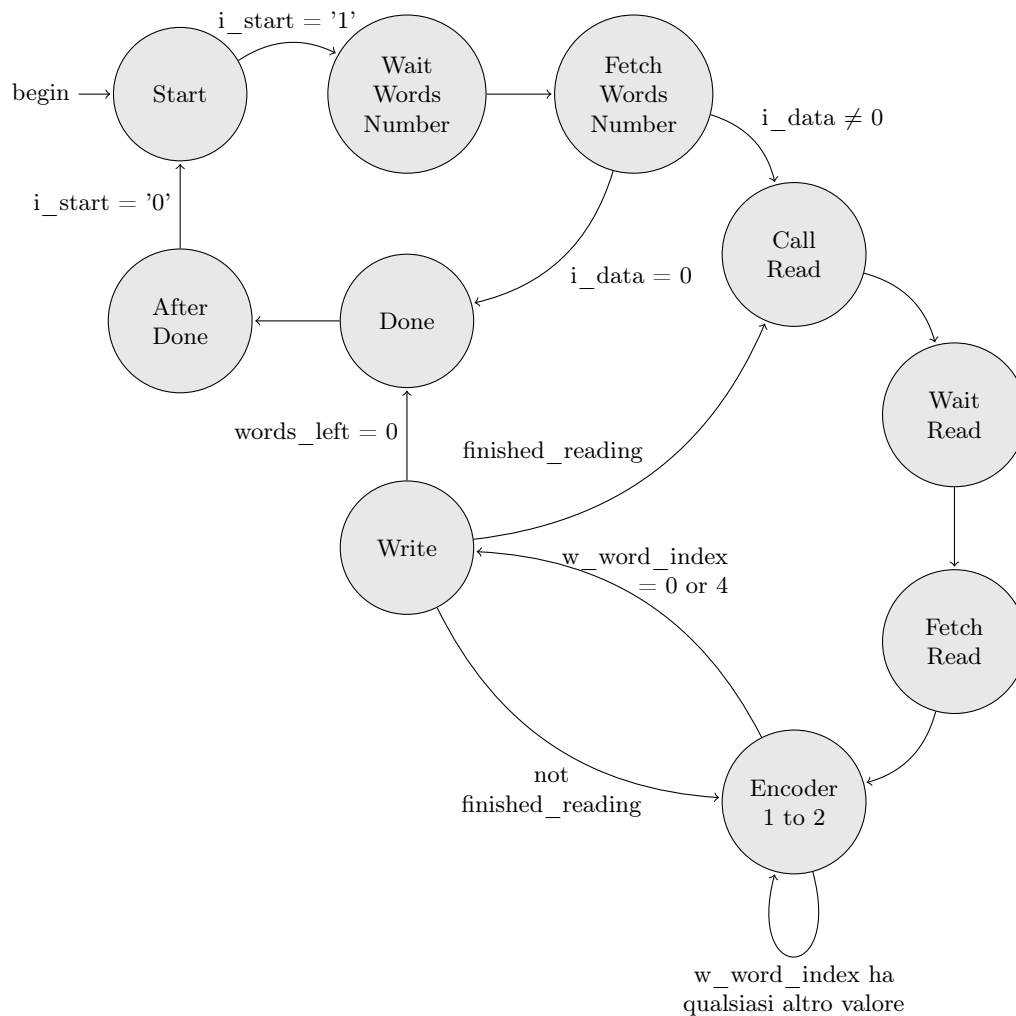 i_start = '1'
begin
Start
Wait
Words
Number
Fetch
Words
Number
i_data ≠ 0
i_start = '0'
Call
Read
i_data = 0
After
Done
Done
Wait
Read
words_left = 0
finished_reading
Write
w_word_index
= 0 or 4
Fetch
Read
not
finished_reading
Encoder
1 to 2
w_word_index ha
qualsiasi altro valore